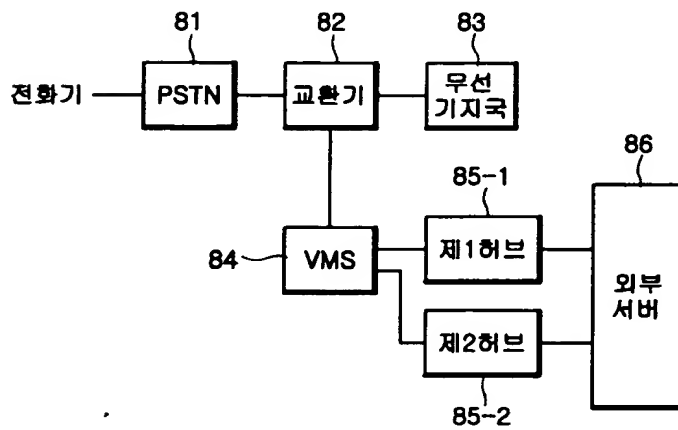 81
82
83
전화기
PSTN
교환기
무선
기지국
86
85-1
84
VMS
제1허브
외부
서버
제2허브
85-2